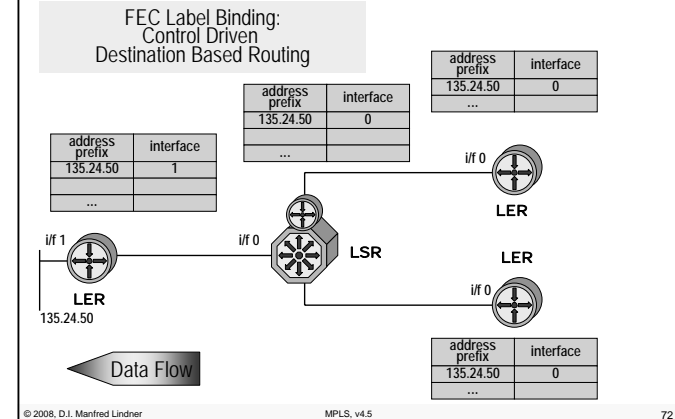 FEC Label Binding:
Control Driven
Destination Based Routing
address prefix interface
135.24.50 0
...
address prefix interface
135.24.50 0
...
address prefix interface
135.24.50 1
...
i/f 0
LER
i/f 1
i/f 0
LSR
LER
LER
135.24.50
i/f 0
Data Flow
address prefix interface
135.24.50 0
...
© 2008, D.I. Manfred Lindner
MPLS, v4.5
72